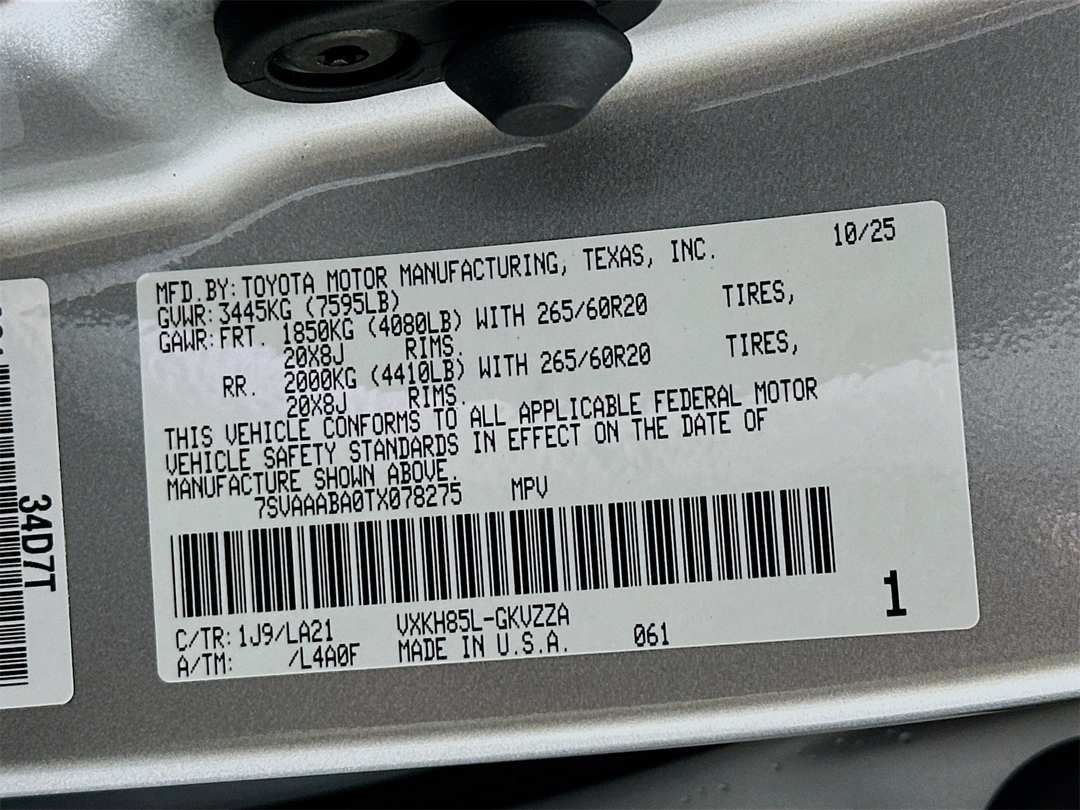 MFD.BY:TOYOTA MOTOR MANUFACTURING, TEXAS, INC. 10/25
GVWR:3445KG (7595LB)
GAWR:FRT. 1850KG (4080LB) WITH 265/60R20 TIRES,
20X8J RIMS.
RR. 2000KG (4410LB) WITH 265/60R20 TIRES,
20X8J RIMS.
THIS VEHICLE CONFORMS TO ALL APPLICABLE FEDERAL MOTOR
VEHICLE SAFETY STANDARDS IN EFFECT ON THE DATE OF
MANUFACTURE SHOWN ABOVE.
7SVAAABA0TX078275 MPV
C/TR:1J9/LA21 VXKH85L-GKVZZA 1
A/TM: /L4A0F MADE IN U.S.A. 061
34D7T